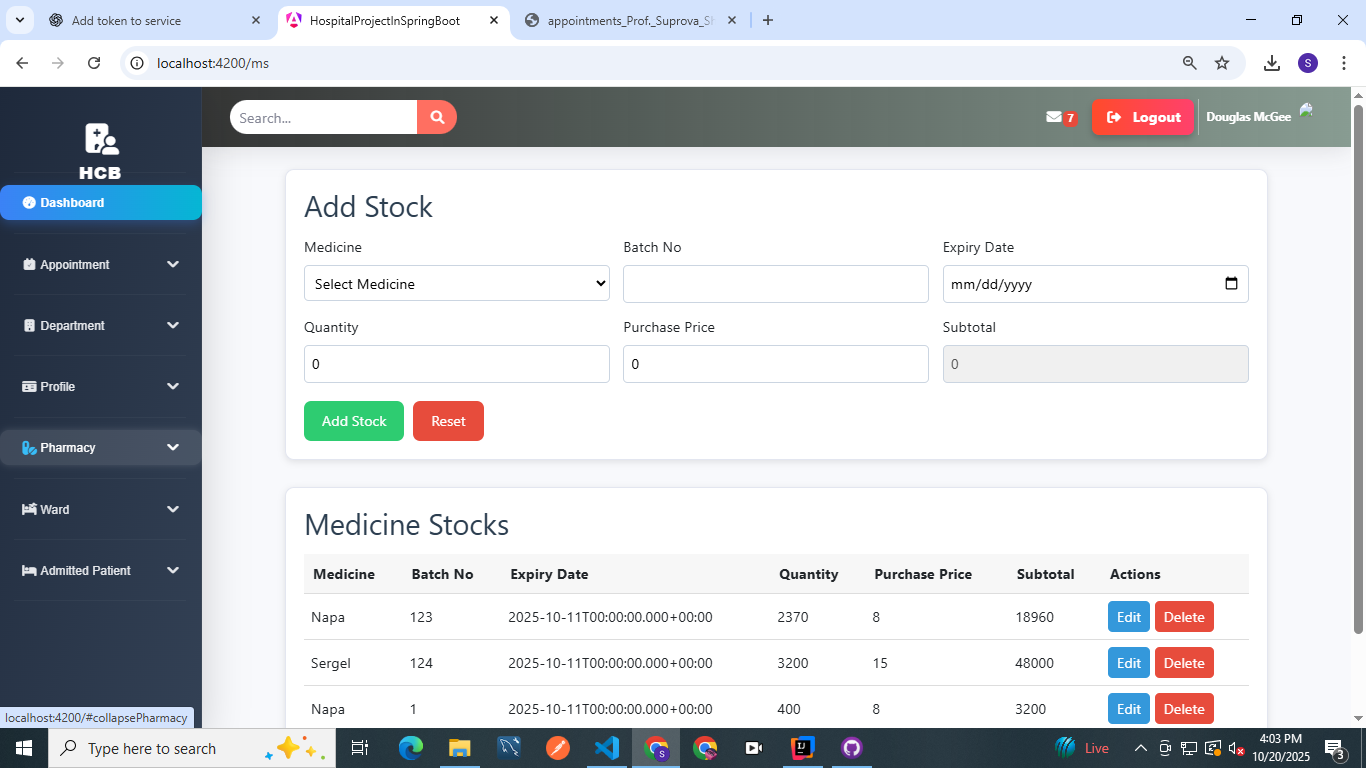 Add token to service
HospitalProjectInSpringBoot
appointments_Prof._Suprova_
localhost:4200/ms
S
HCB
Dashboard
Appointment
Department
Profile
Pharmacy
Ward
Admitted Patient
Search...
7
Logout
Douglas McGee
Add Stock
Medicine Batch No Expiry Date
Select Medicine mm/dd/yyyy
Quantity Purchase Price Subtotal
0 0 0
Add Stock Reset
Medicine Stocks
Medicine Batch No Expiry Date Quantity Purchase Price Subtotal Actions
Napa 123 2025-10-11T00:00:00.000+00:00 2370 8 18960 Edit Delete
Sergel 124 2025-10-11T00:00:00.000+00:00 3200 15 48000 Edit Delete
Napa 1 2025-10-11T00:00:00.000+00:00 400 8 3200 Edit Delete
localhost:4200/#collapsePharmacy
Type here to search
Live
4:03 PM
10/20/2025
3